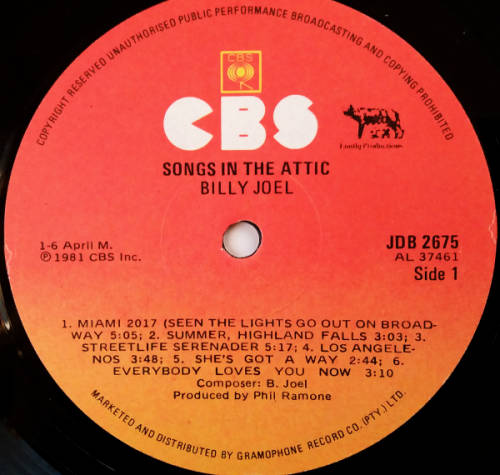 COPYRIGHT RESERVED UNAUTHORISED PUBLIC PERFORMANCE BROADCASTING AND COPYING PROHIBITED
CBS
CBS
Family Productions
SONGS IN THE ATTIC
BILLY JOEL
1-6 April M.
℗ 1981 CBS Inc.
JDB 2675
AL 37461
Side 1
1. MIAMI 2017 (SEEN THE LIGHTS GO OUT ON BROAD-
WAY 5:05; 2. SUMMER, HIGHLAND FALLS 3:03; 3.
STREETLIFE SERENADER 5:17; 4. LOS ANGELE-
NOS 3:48; 5. SHE'S GOT A WAY 2:44; 6.
EVERYBODY LOVES YOU NOW 3:10
Composer: B. Joel
Produced by Phil Ramone
MARKETED AND DISTRIBUTED BY GRAMOPHONE RECORD CO. (PTY.) LTD.